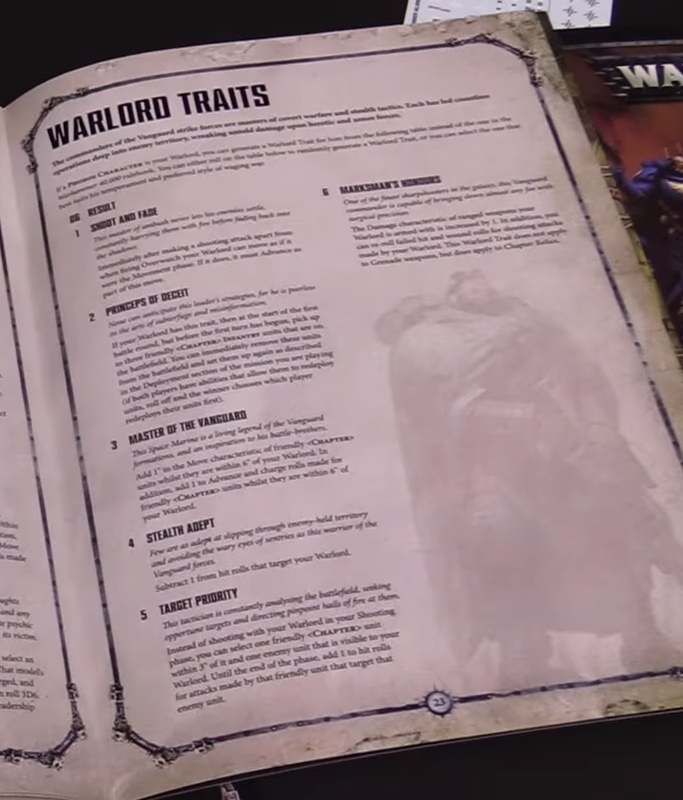 WARLORD TRAITS
The commanders of the Vanguard strike forces are masters of covert warfare and stealth tactics. Each has led countless
operations deep into enemy territory, wreaking untold damage upon heretic and xenos forces.
If a PHOBOS CHARACTER is your Warlord, you can generate a Warlord Trait for him from the following table instead of the one in the
Warhammer 40,000 rulebook. You can either roll on the table below to randomly generate a Warlord Trait, or you can select the one that
best suits his temperament and preferred style of waging war.
D6 RESULT
1 SHOOT AND FADE
This master of ambush nears his enemies
constantly harrying them with fire before fading back into
the shadows.
Immediately after making a shooting attack apart from
when firing Overwatch your Warlord can move as if it
were the Movement phase. If it does, it must Advance as
part of this move.
2 PRINCEPS OF DECEIT
None can anticipate this leader's strategies, for he is peerless
in the arts of subterfuge and misinformation.
If your Warlord has this trait, then at the start of the first
battle round, but before the first turn has begun, pick up
to three friendly <CHAPTER> INFANTRY units that are on
the battlefield. You can immediately remove these units
from the battlefield and set them up again as described
in the Deployment section of the mission you are playing
(if both players have abilities that allow them to redeploy
units, roll off and the winner chooses which player
redeploys their units first).
3 MASTER OF THE VANGUARD
This Space Marine is a living legend of the Vanguard
formations, and an inspiration to his battle-brothers.
Add 1" to the Move characteristic of friendly <CHAPTER>
units whilst they are within 6" of your Warlord. In
addition, add 1 to Advance and charge rolls made for
friendly <CHAPTER> units whilst they are within 6" of
your Warlord.
4 STEALTH ADEPT
Few are as adept at slipping through enemy-held territory
and avoiding the wary eyes of sentries as this warrior of the
Vanguard forces.
Subtract 1 from hit rolls that target your Warlord.
5 TARGET PRIORITY
This tactician is constantly analysing the battlefield, seeking
opportune targets and directing pinpoint hails of fire at them.
Instead of shooting with your Warlord in your Shooting
phase, you can select one friendly <CHAPTER> unit
within 3" of it and one enemy unit that is visible to your
Warlord. Until the end of the phase, add 1 to hit rolls
for attacks made by that friendly unit that target that
enemy unit.
6 MARKSMAN'S HONOURS
One of the finest sharpshooters in the galaxy, this Vanguard
commander is capable of bringing down almost any foe with
surgical precision.
The Damage characteristic of ranged weapons your
Warlord is armed with is increased by 1. In addition, you
can re-roll failed hit and wound rolls for shooting attacks
made by your Warlord. This Warlord Trait does not apply
to Grenade weapons, but does apply to Chapter Relics.
23
WA
select an
roll 3D6.
eadership